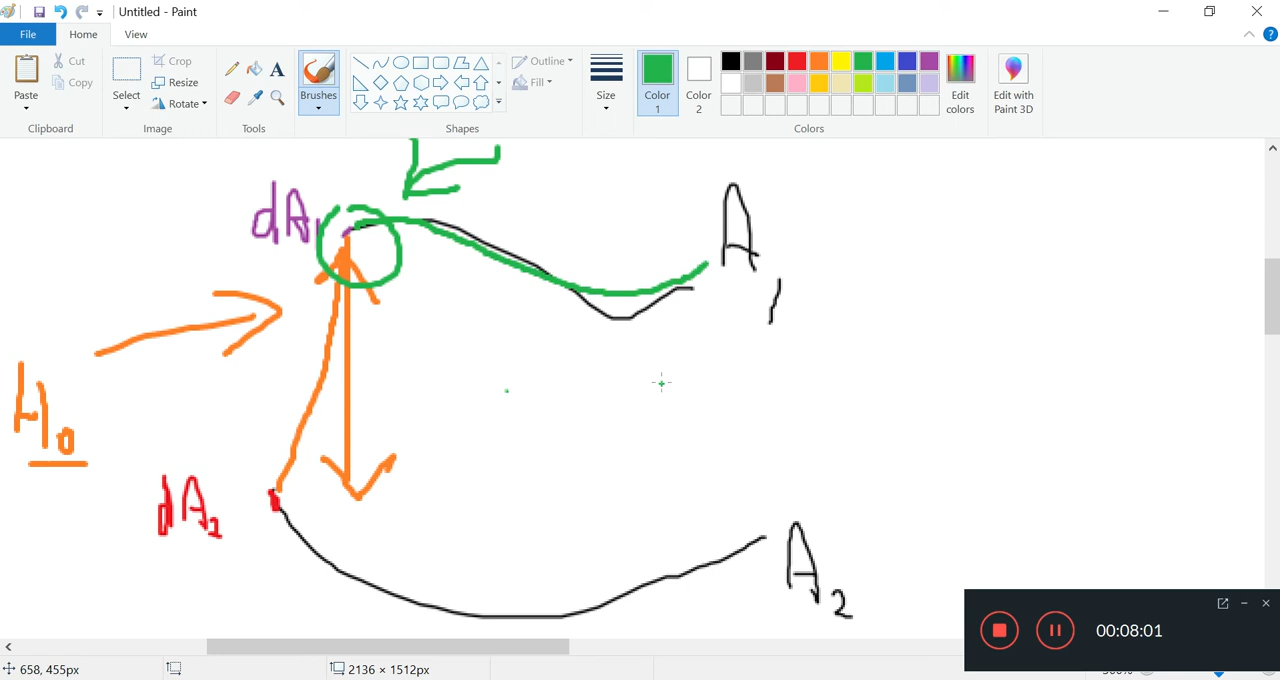 Untitled - Paint
File Home View
Paste
Cut
Copy
Clipboard
Select
Crop
Resize
Rotate
Image
Tools
Brushes
Shapes
Outline
Fill
Size
Color 1
Color 2
Colors
Edit colors
Edit with Paint 3D
dA1
A1
dA2
A2
00:08:01
658, 455px
2136 × 1512px